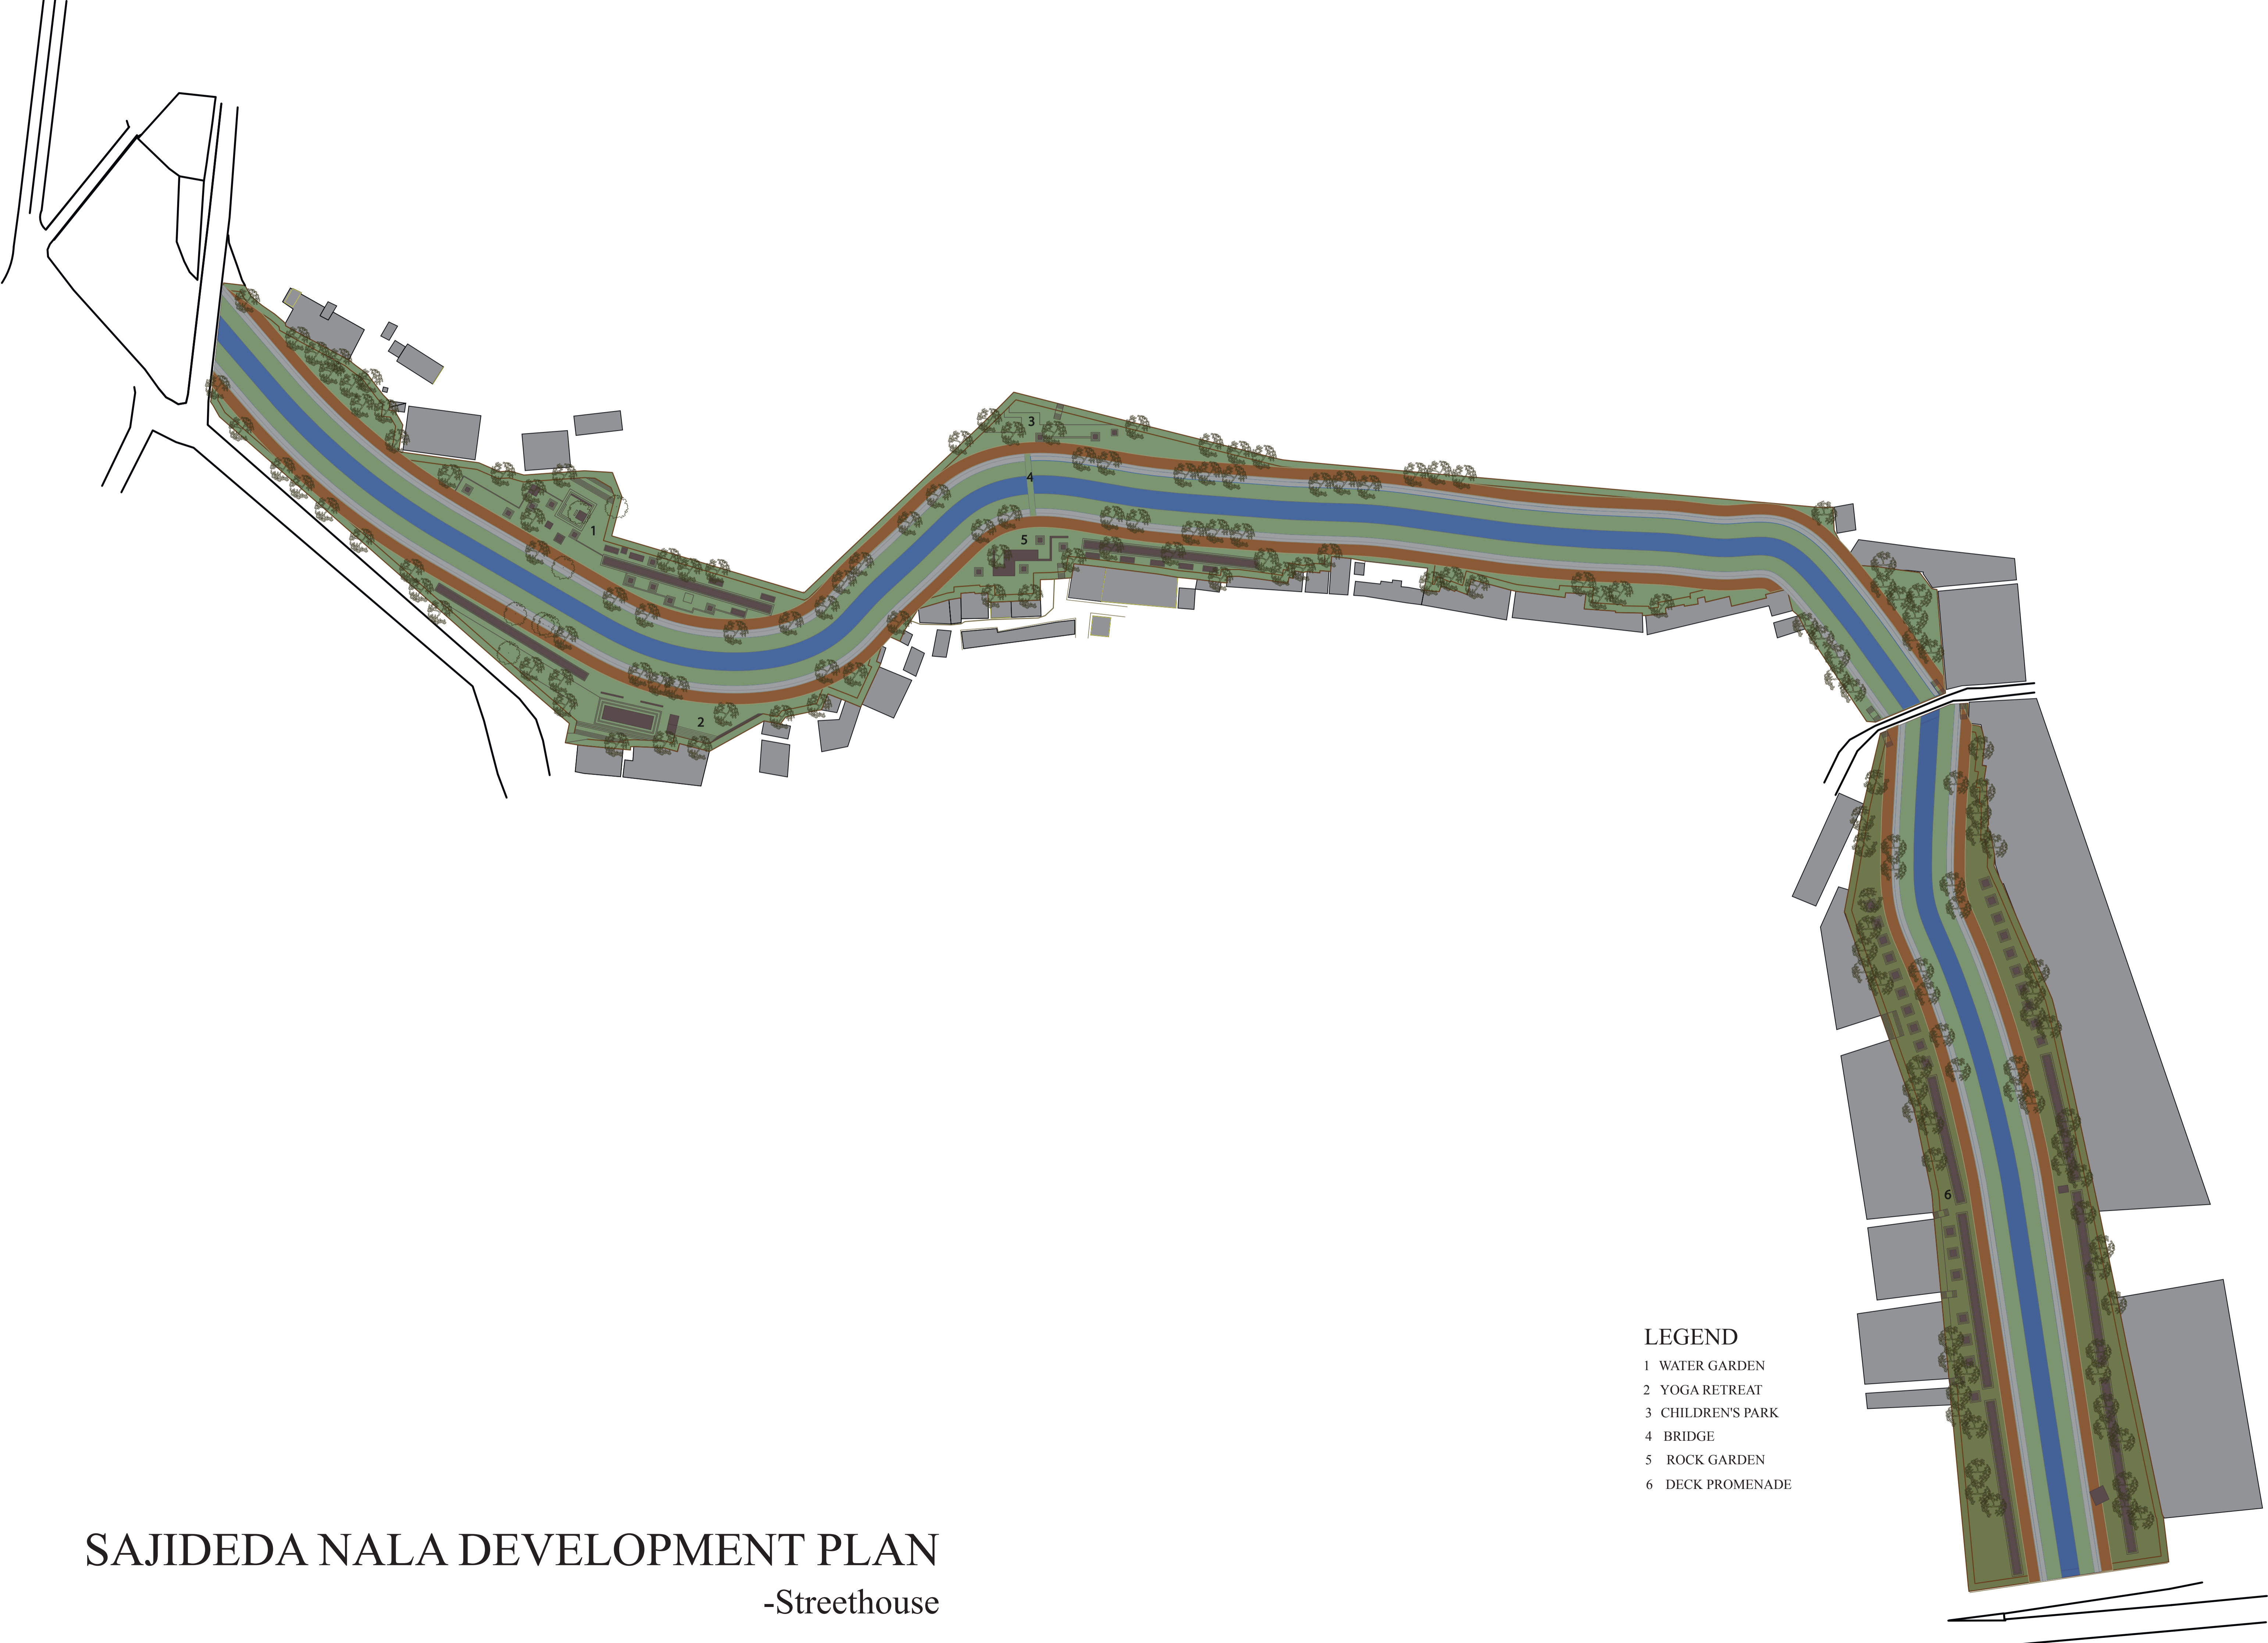 3
4
1
5
2
6
LEGEND
1 WATER GARDEN
2 YOGA RETREAT
3 CHILDREN'S PARK
4 BRIDGE
5 ROCK GARDEN
6 DECK PROMENADE
SAJIDEDA NALA DEVELOPMENT PLAN
-Streethouse